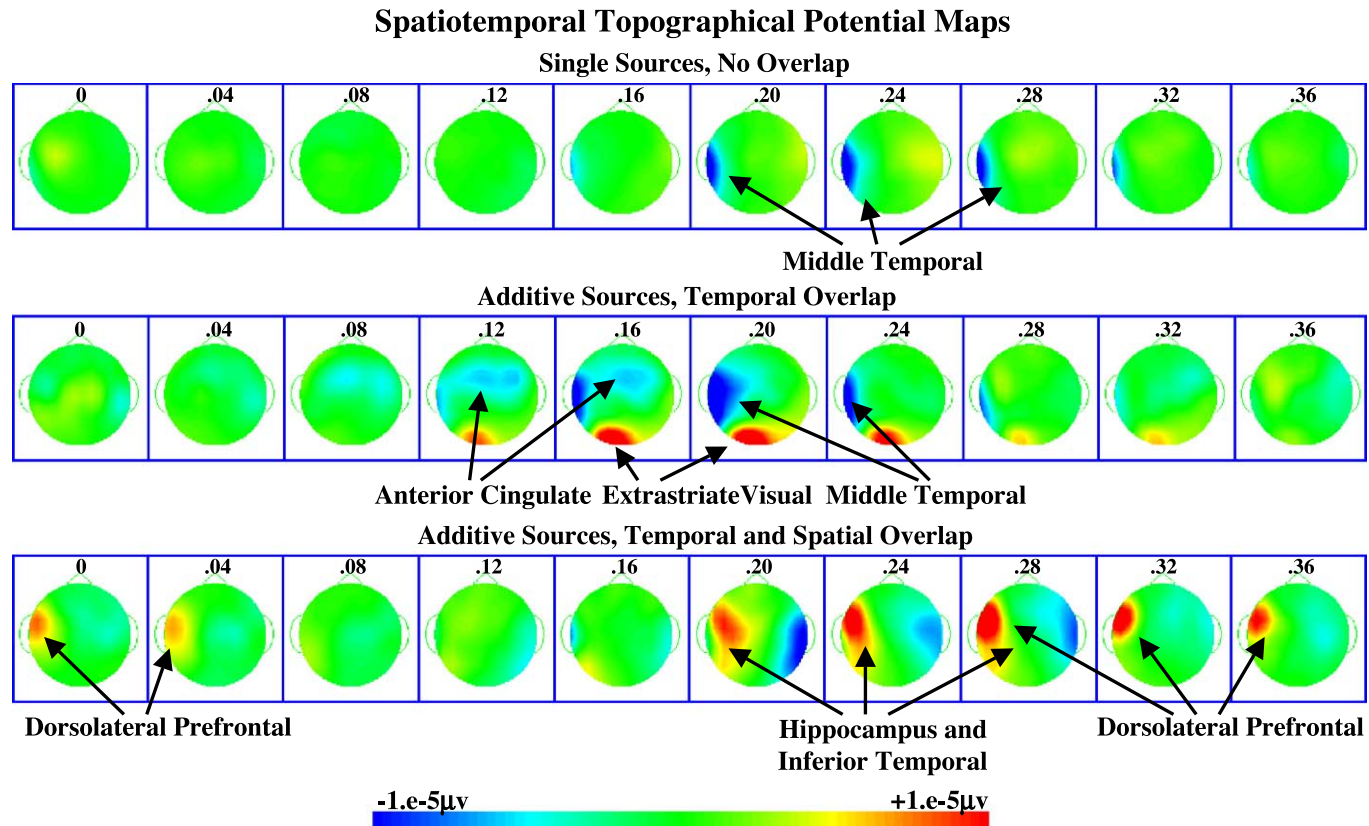 Spatiotemporal Topographical Potential Maps
Single Sources, No Overlap
0 .04 .08 .12 .16 .20 .24 .28 .32 .36
Middle Temporal
Additive Sources, Temporal Overlap
0 .04 .08 .12 .16 .20 .24 .28 .32 .36
Anterior Cingulate ExtrastriateVisual Middle Temporal
Additive Sources, Temporal and Spatial Overlap
0 .04 .08 .12 .16 .20 .24 .28 .32 .36
Dorsolateral Prefrontal Hippocampus and Dorsolateral Prefrontal
Inferior Temporal
-1.e-5μv +1.e-5μv